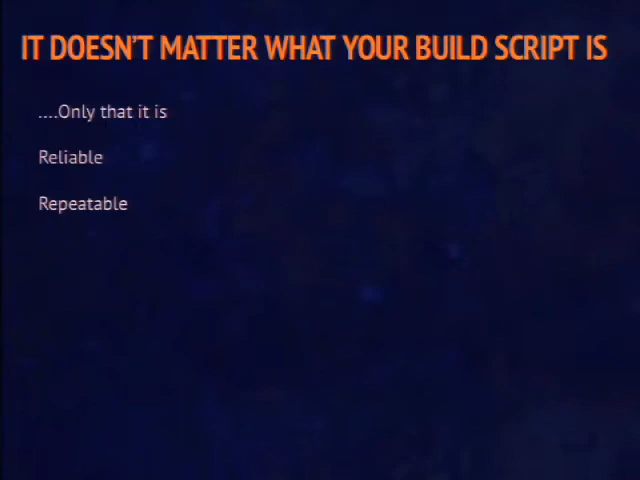 IT DOESN'T MATTER WHAT YOUR BUILD SCRIPT IS
....Only that it is
Reliable
Repeatable